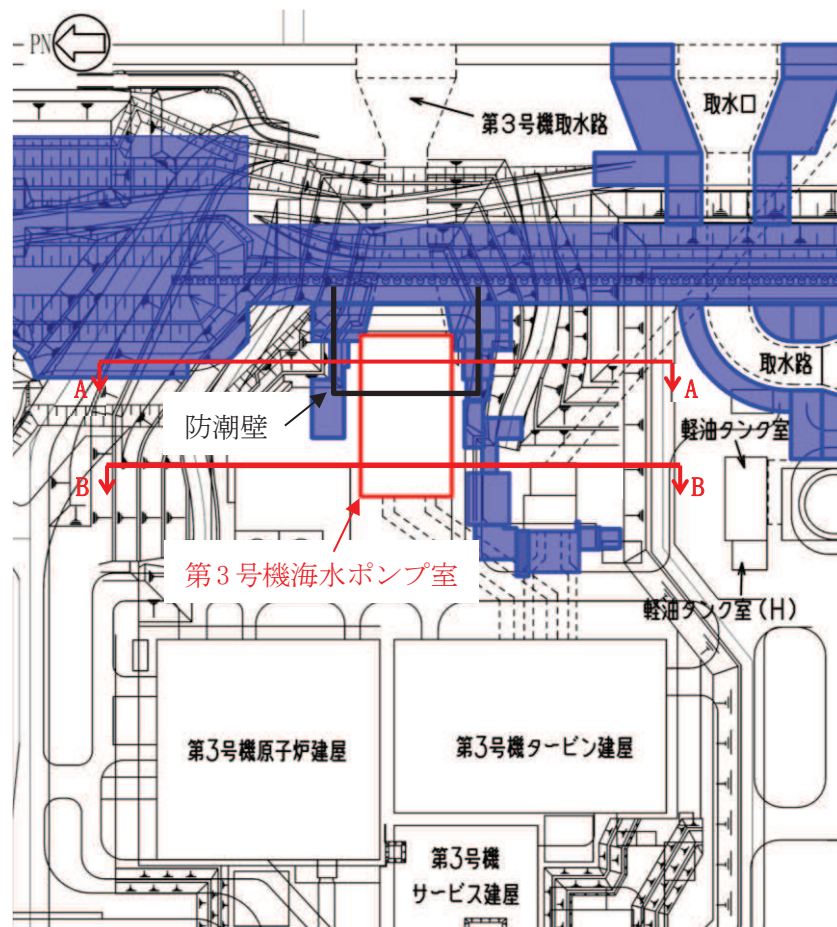 PN
取水口
第3号機取水路
取水路
A
A
防潮壁
軽油タンク室
B
B
第3号機海水ポンプ室
軽油タンク室(H)
第3号機原子炉建屋
第3号機タービン建屋
第3号機
サービス建屋